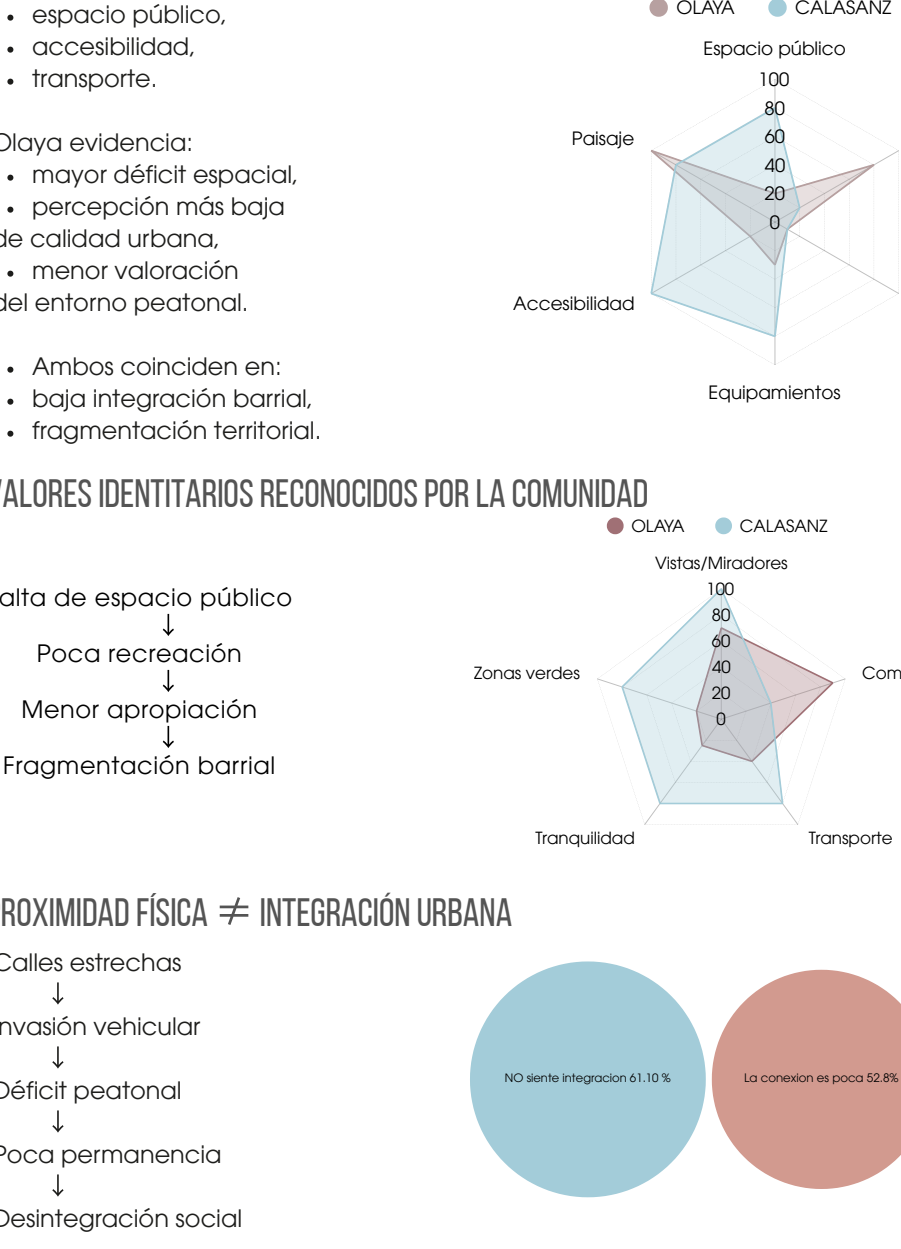 • espacio público,
• accesibilidad,
• transporte.
Olaya evidencia:
• mayor déficit espacial,
• percepción más baja
de calidad urbana,
• menor valoración
del entorno peatonal.
• Ambos coinciden en:
• baja integración barrial,
• fragmentación territorial.
OLAYA CALASANZ
Espacio público
100
80
60
40
20
0
Paisaje
Accesibilidad
Equipamientos
VALORES IDENTITARIOS RECONOCIDOS POR LA COMUNIDAD
alta de espacio público
↓
Poca recreación
↓
Menor apropiación
↓
Fragmentación barrial
OLAYA CALASANZ
Vistas/Miradores
100
80
60
40
20
0
Zonas verdes
Com
Tranquilidad
Transporte
ROXIMIDAD FÍSICA ≠ INTEGRACIÓN URBANA
Calles estrechas
↓
nvasión vehicular
↓
Déficit peatonal
↓
Poca permanencia
↓
Desintegración social
NO siente integracion 61.10 %
La conexion es poca 52.8%